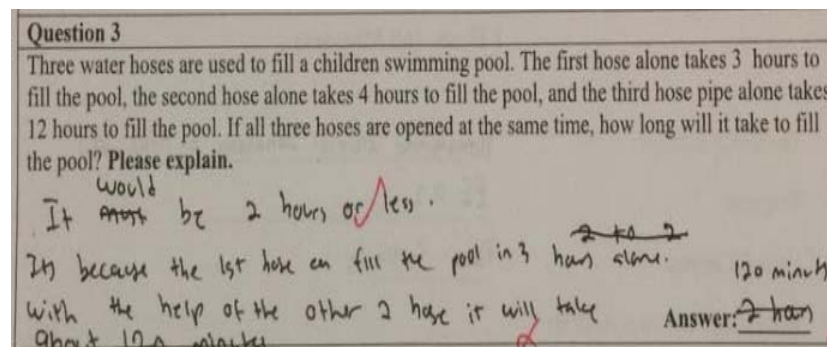 Question 3
Three water hoses are used to fill a children swimming pool. The first hose alone takes 3 hours to
fill the pool, the second hose alone takes 4 hours to fill the pool, and the third hose pipe alone takes
12 hours to fill the pool. If all three hoses are opened at the same time, how long will it take to fill
the pool? Please explain.
would
It must be 2 hours or less.
2 to 2
Its because the 1st hose can fill the pool in 3 hours alone.
120 minute
with the help of the other 2 hose it will take
Answer: 2 hours
about 120 minutes